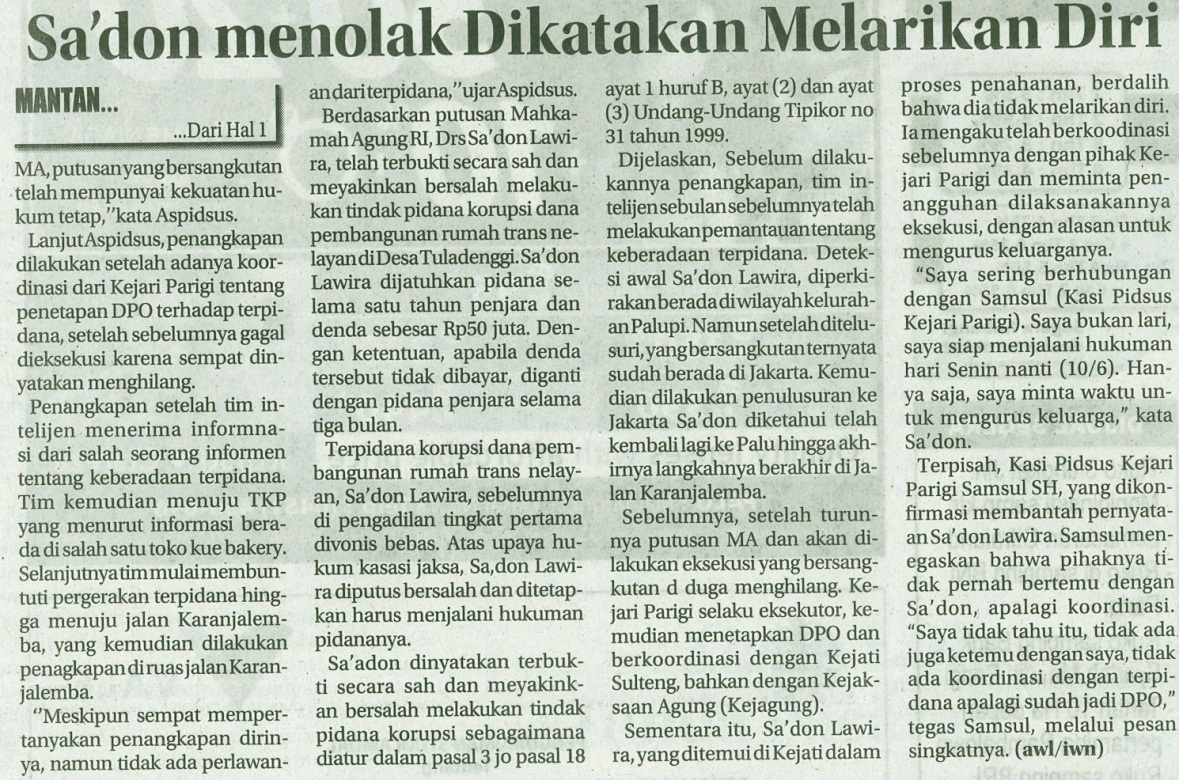 Sa'don menolak Dikatakan Melarikan Diri
MANTAN...
...Dari Hal 1
MA, putusan yang bersangkutan
telah mempunyai kekuatan hu-
kum tetap,''kata Aspidsus.
Lanjut Aspidsus, penangkapan
dilakukan setelah adanya koor-
dinasi dari Kejari Parigi tentang
penetapan DPO terhadap terpi-
dana, setelah sebelumnya gagal
dieksekusi karena sempat din-
yatakan menghilang.
Penangkapan setelah tim in-
telijen menerima informna-
si dari salah seorang informen
tentang keberadaan terpidana.
Tim kemudian menuju TKP
yang menurut informasi bera-
da di salah satu toko kue bakery.
Selanjutnya tim mulai membun-
tuti pergerakan terpidana hing-
ga menuju jalan Karanjalem-
ba, yang kemudian dilakukan
penagkapan di ruas jalan Karan-
jalemba.
''Meskipun sempat memper-
tanyakan penangkapan dirin-
ya, namun tidak ada perlawan-
an dari terpidana,''ujar Aspidsus.
Berdasarkan putusan Mahka-
mah Agung RI, Drs Sa'don Lawi-
ra, telah terbukti secara sah dan
meyakinkan bersalah melaku-
kan tindak pidana korupsi dana
pembangunan rumah trans ne-
layan di Desa Tuladenggi. Sa'don
Lawira dijatuhkan pidana se-
lama satu tahun penjara dan
denda sebesar Rp50 juta. Den-
gan ketentuan, apabila denda
tersebut tidak dibayar, diganti
dengan pidana penjara selama
tiga bulan.
Terpidana korupsi dana pem-
bangunan rumah trans nelay-
an, Sa'don Lawira, sebelumnya
di pengadilan tingkat pertama
divonis bebas. Atas upaya hu-
kum kasasi jaksa, Sa,don Lawi-
ra diputus bersalah dan ditetap-
kan harus menjalani hukuman
pidananya.
Sa'adon dinyatakan terbuk-
ti secara sah dan meyakink-
an bersalah melakukan tindak
pidana korupsi sebagaimana
diatur dalam pasal 3 jo pasal 18
ayat 1 huruf B, ayat (2) dan ayat
(3) Undang-Undang Tipikor no
31 tahun 1999.
Dijelaskan, Sebelum dilaku-
kannya penangkapan, tim in-
telijen sebulan sebelumnya telah
melakukan pemantauan tentang
keberadaan terpidana. Detek-
si awal Sa'don Lawira, diperki-
rakan berada di wilayah kelurah-
an Palupi. Namun setelah ditelu-
suri, yang bersangkutan ternyata
sudah berada di Jakarta. Kemu-
dian dilakukan penulusuran ke
Jakarta Sa'don diketahui telah
kembali lagi ke Palu hingga akh-
irnya langkahnya berakhir di Ja-
lan Karanjalemba.
Sebelumnya, setelah turun-
nya putusan MA dan akan di-
lakukan eksekusi yang bersang-
kutan d duga menghilang. Ke-
jari Parigi selaku eksekutor, ke-
mudian menetapkan DPO dan
berkoordinasi dengan Kejati
Sulteng, bahkan dengan Kejak-
saan Agung (Kejagung).
Sementara itu, Sa'don Lawi-
ra, yang ditemui di Kejati dalam
proses penahanan, berdalih
bahwa dia tidak melarikan diri.
Ia mengaku telah berkoodinasi
sebelumnya dengan pihak Ke-
jari Parigi dan meminta pen-
angguhan dilaksanakannya
eksekusi, dengan alasan untuk
mengurus keluarganya.
"Saya sering berhubungan
dengan Samsul (Kasi Pidsus
Kejari Parigi). Saya bukan lari,
saya siap menjalani hukuman
hari Senin nanti (10/6). Han-
ya saja, saya minta waktu un-
tuk mengurus keluarga," kata
Sa'don.
Terpisah, Kasi Pidsus Kejari
Parigi Samsul SH, yang dikon-
firmasi membantah pernyata-
an Sa'don Lawira. Samsul men-
egaskan bahwa pihaknya ti-
dak pernah bertemu dengan
Sa'don, apalagi koordinasi.
"Saya tidak tahu itu, tidak ada
juga ketemu dengan saya, tidak
ada koordinasi dengan terpi-
dana apalagi sudah jadi DPO,"
tegas Samsul, melalui pesan
singkatnya. (awl/iwn)